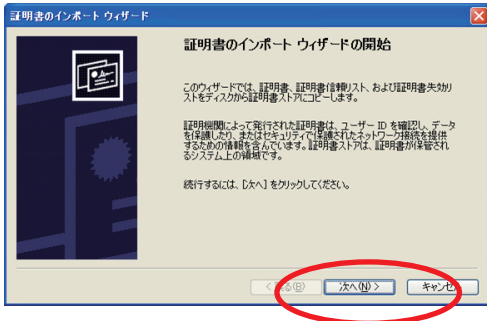 証明書のインポート ウィザード
証明書のインポート ウィザードの開始
このウィザードでは、証明書、証明書信頼リスト、および証明書失効リ
ストをディスクから証明書ストアにコピーします。
証明機関によって発行された証明書は、ユーザー ID を確認し、データ
を保護したり、またはセキュリティで保護されたネットワーク接続を提供
するための情報を含んでいます。証明書ストアは、証明書が保管され
るシステム上の領域です。
続行するには、[次へ] をクリックしてください。
< 戻る(B)
次へ(N) >
キャンセル